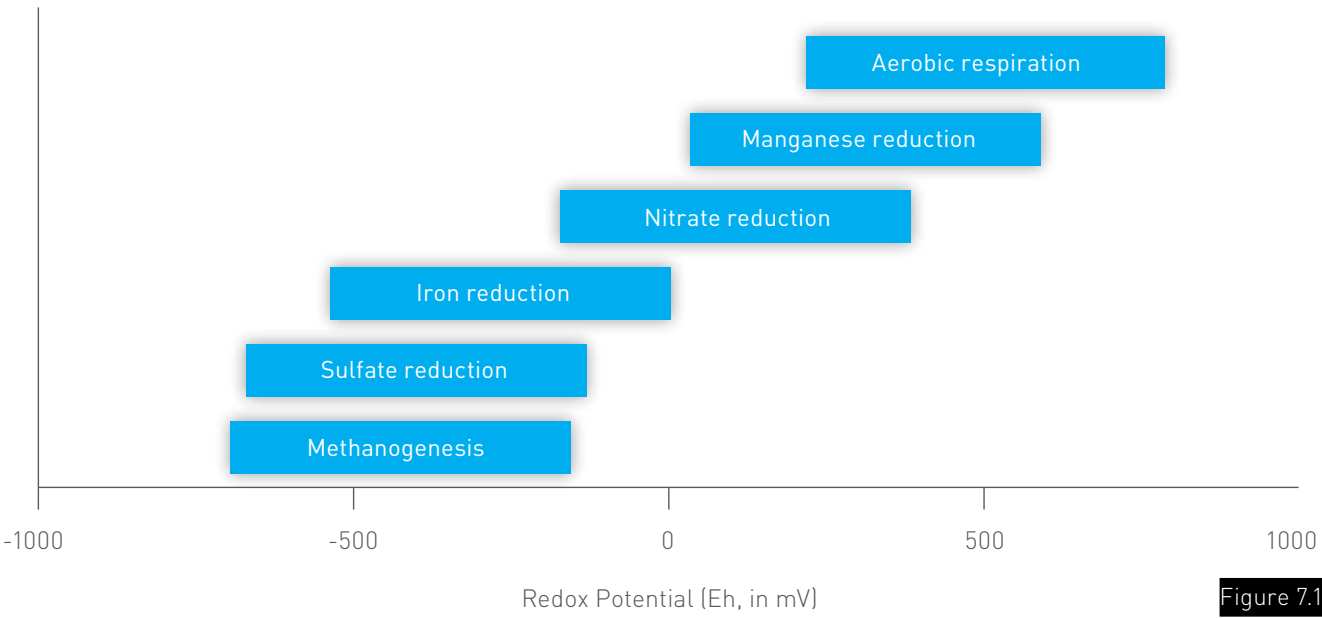 Aerobic respiration
Manganese reduction
Nitrate reduction
Iron reduction
Sulfate reduction
Methanogenesis
-1000 -500 0 500 1000
Redox Potential (Eh, in mV)
Figure 7.1